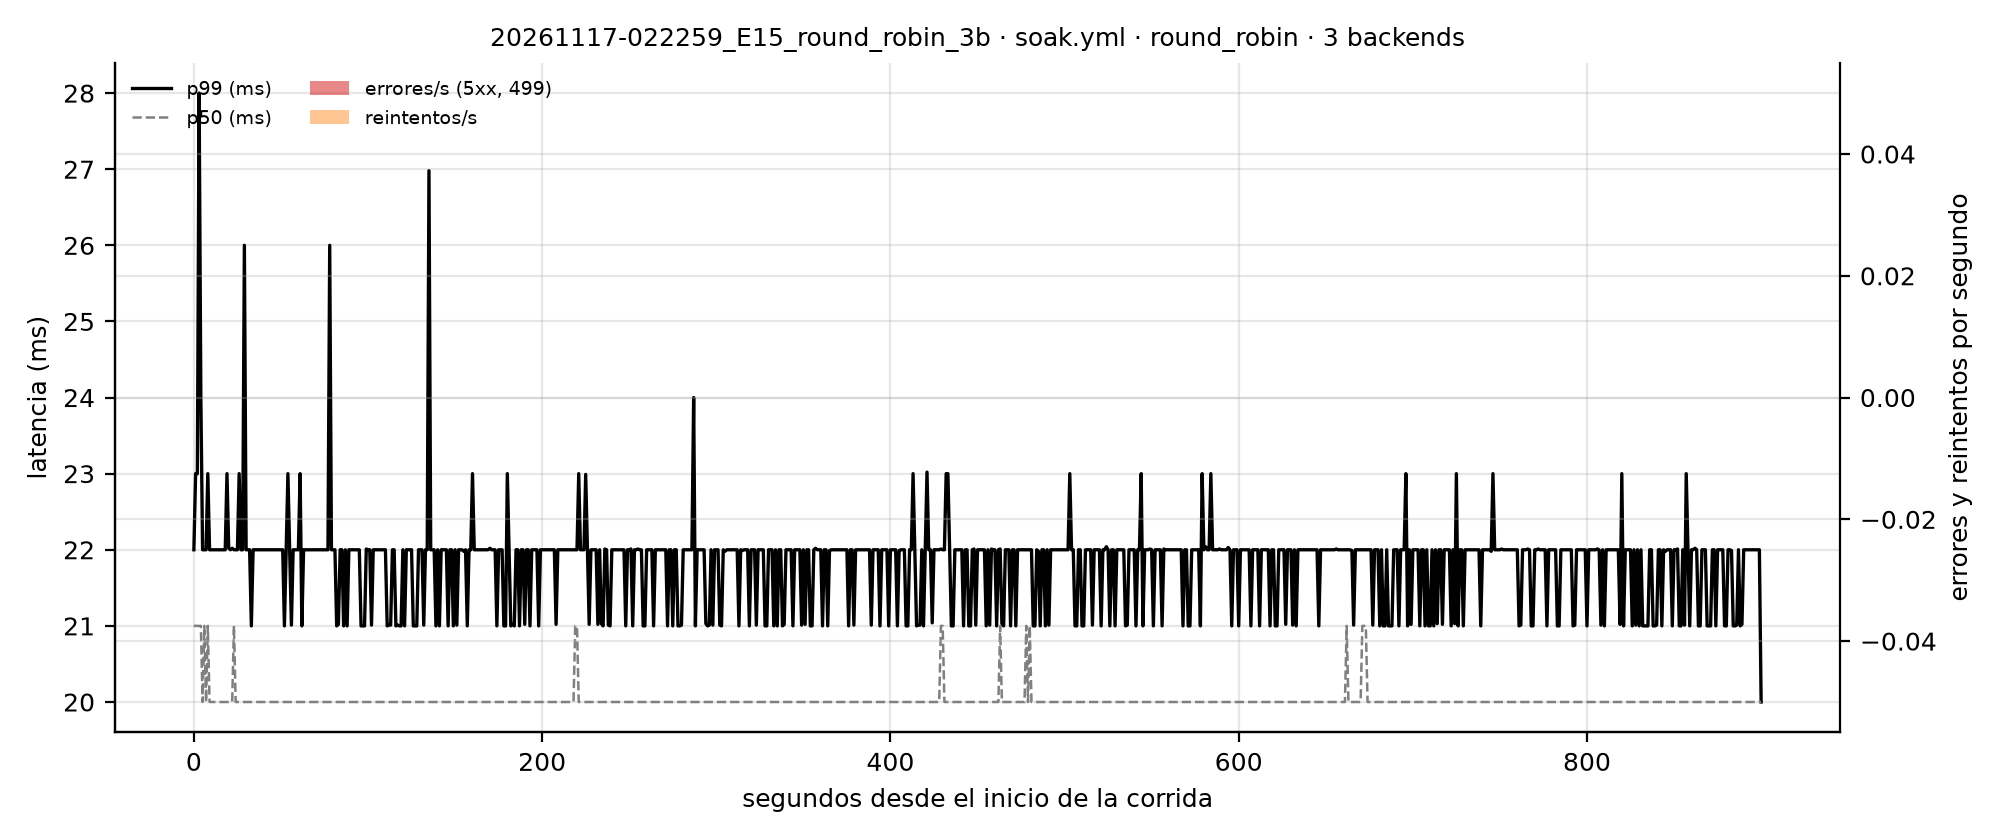 20261117-022259_E15_round_robin_3b · soak.yml · round_robin · 3 backends
p99 (ms)
p50 (ms)
errores/s (5xx, 499)
reintentos/s
latencia (ms)
28
27
26
25
24
23
22
21
20
0.04
0.02
0.00
−0.02
−0.04
errores y reintentos por segundo
0 200 400 600 800
segundos desde el inicio de la corrida